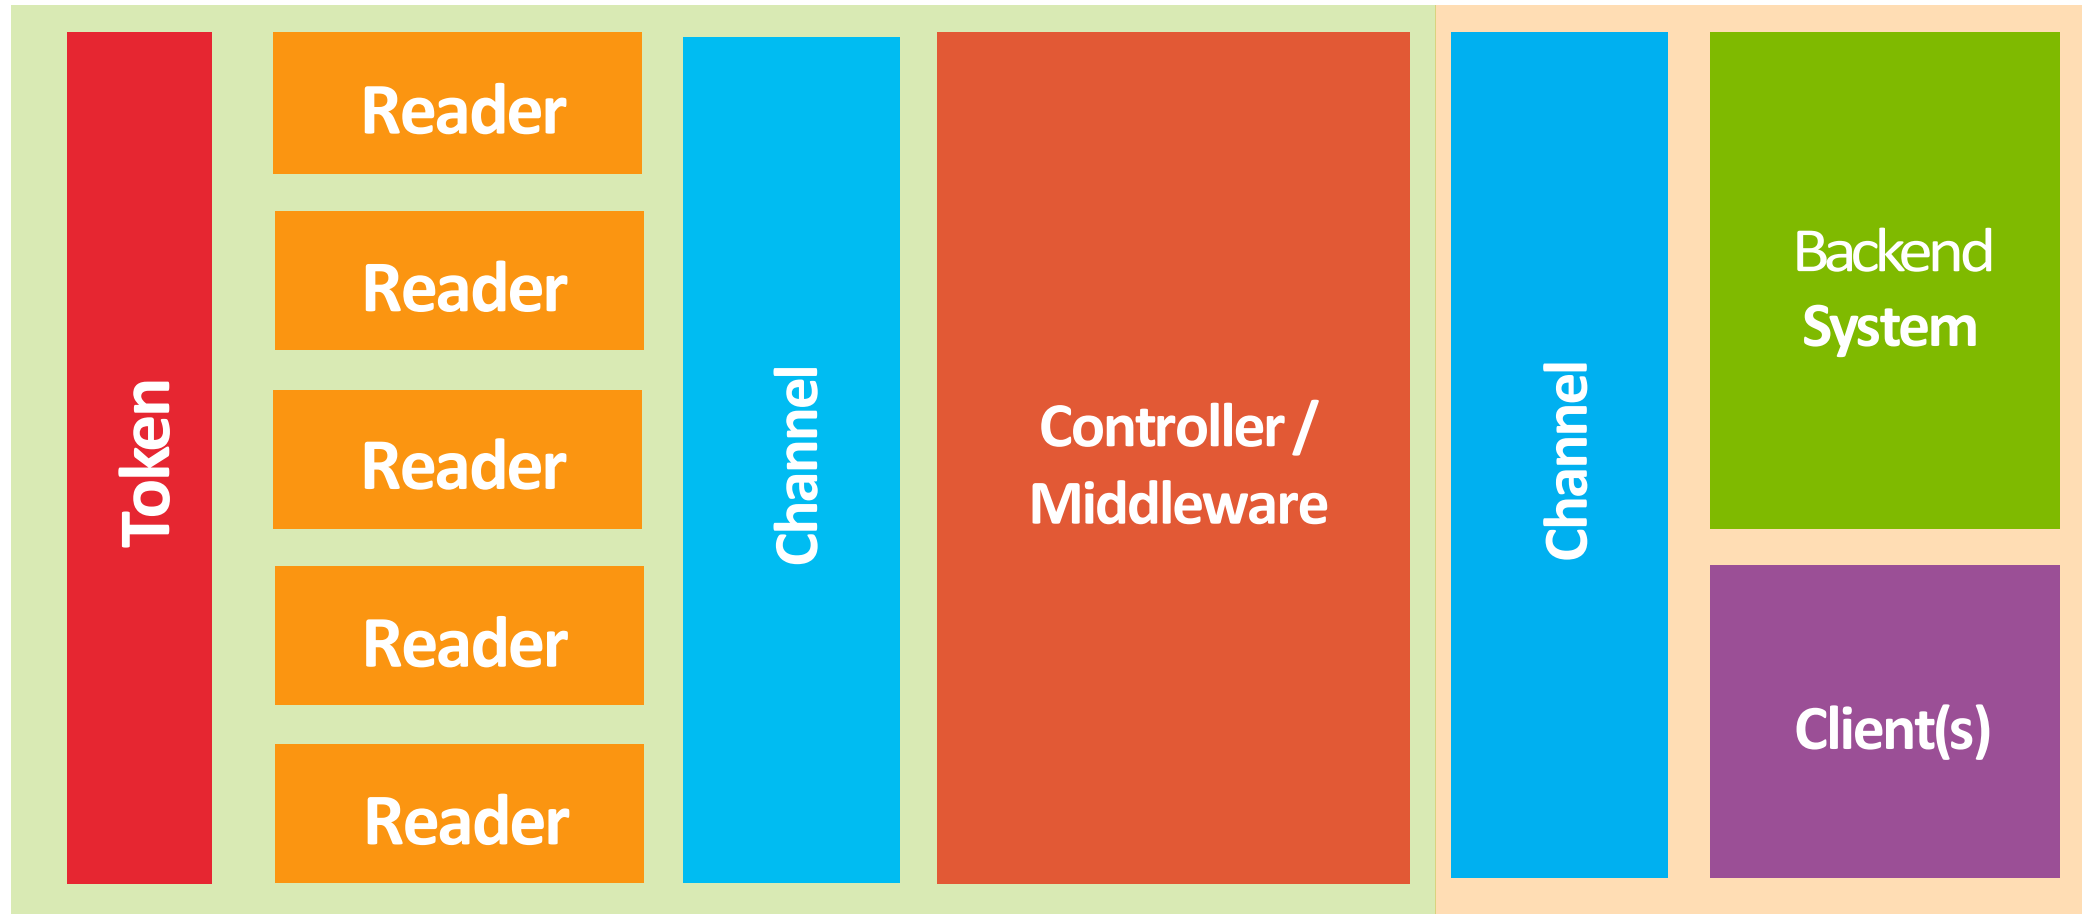 Token
Reader
Reader
Reader
Reader
Reader
Channel
Controller /
Middleware
Channel
Backend
System
Client(s)